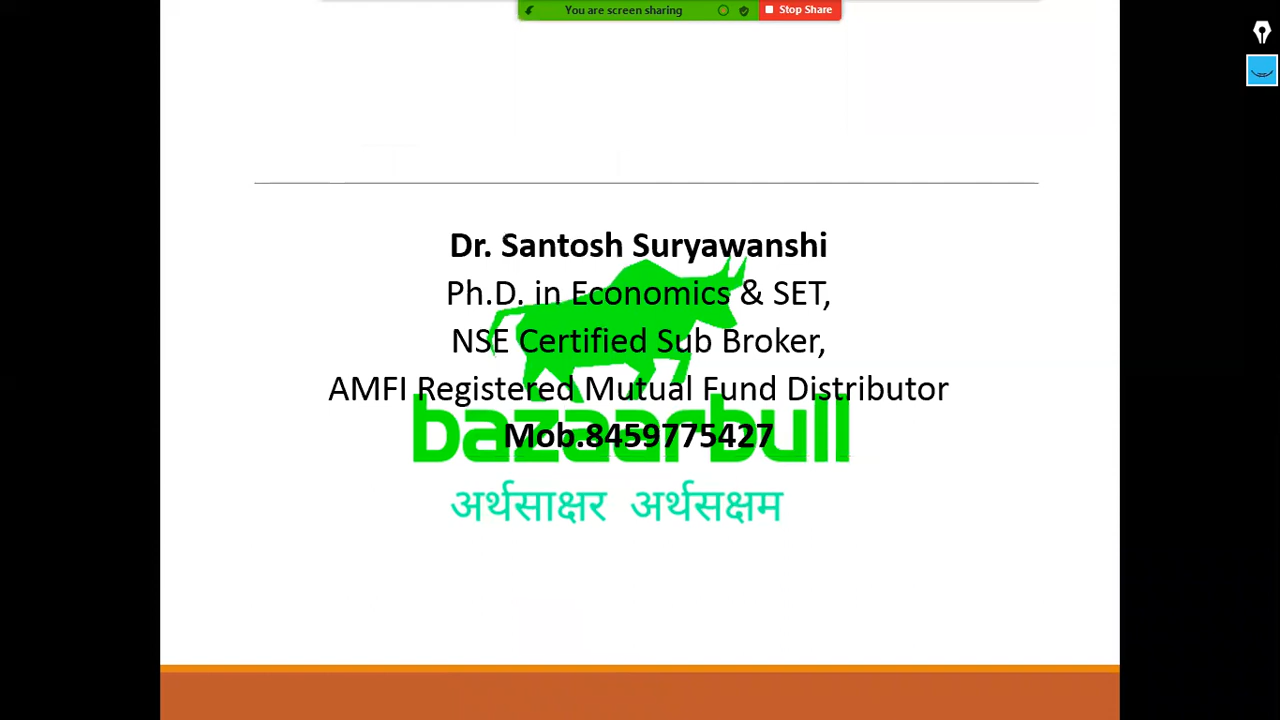 You are screen sharing Stop Share
Dr. Santosh Suryawanshi
Ph.D. in Economics & SET,
NSE Certified Sub Broker,
AMFI Registered Mutual Fund Distributor
Mob.8459775427
bazaarbull
अर्थसाक्षर अर्थसक्षम